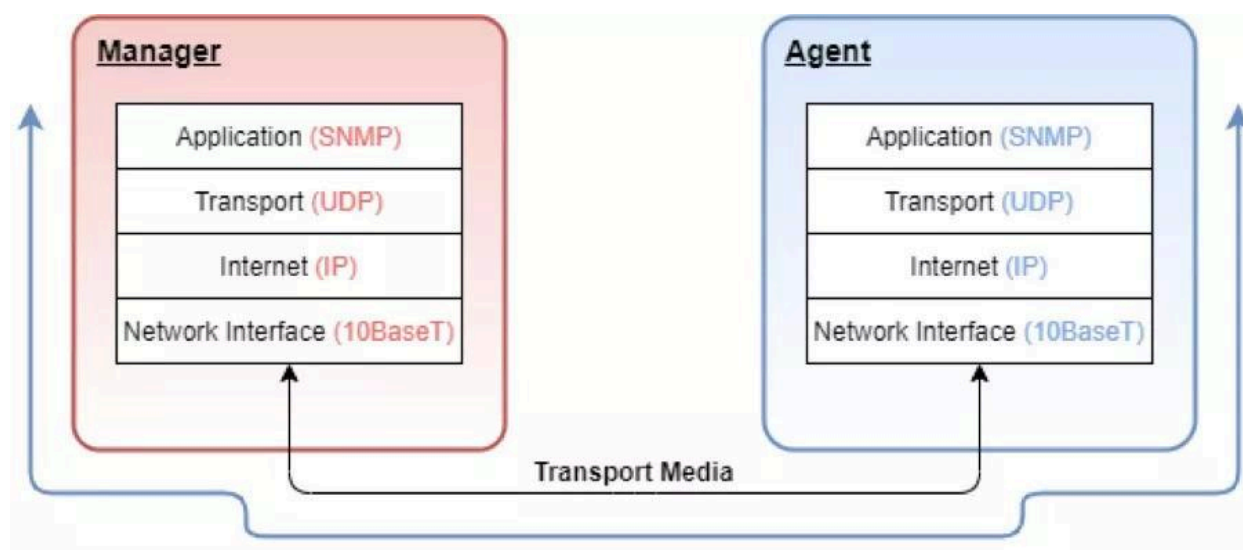 Manager
Application (SNMP)
Transport (UDP)
Internet (IP)
Network Interface (10BaseT)
Agent
Application (SNMP)
Transport (UDP)
Internet (IP)
Network Interface (10BaseT)
Transport Media